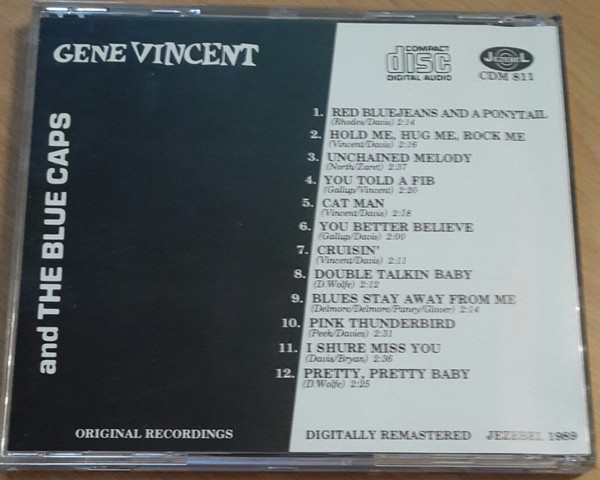 GENE VINCENT
and THE BLUE CAPS
COMPACT
disc
DIGITAL AUDIO
JEZEBEL
CDM 811
1. RED BLUEJEANS AND A PONYTAIL
(Rhodes/Davis) 2:14
2. HOLD ME, HUG ME, ROCK ME
(Vincent/Davis) 2:16
3. UNCHAINED MELODY
(North/Zaret) 2:37
4. YOU TOLD A FIB
(Gallup/Vincent) 2:20
5. CAT MAN
(Vincent/Davis) 2:18
6. YOU BETTER BELIEVE
(Gallup/Davis) 2:00
7. CRUISIN'
(Vincent/Davis) 2:11
8. DOUBLE TALKIN BABY
(D.Wolfe) 2:12
9. BLUES STAY AWAY FROM ME
(Delmore/Delmore/Paney/Glover) 2:14
10. PINK THUNDERBIRD
(Peek/Davies) 2:31
11. I SHURE MISS YOU
(Davis/Bryan) 2:36
12. PRETTY, PRETTY BABY
(D.Wolfe) 2:25
ORIGINAL RECORDINGS
DIGITALLY REMASTERED
JEZEBEL 1989